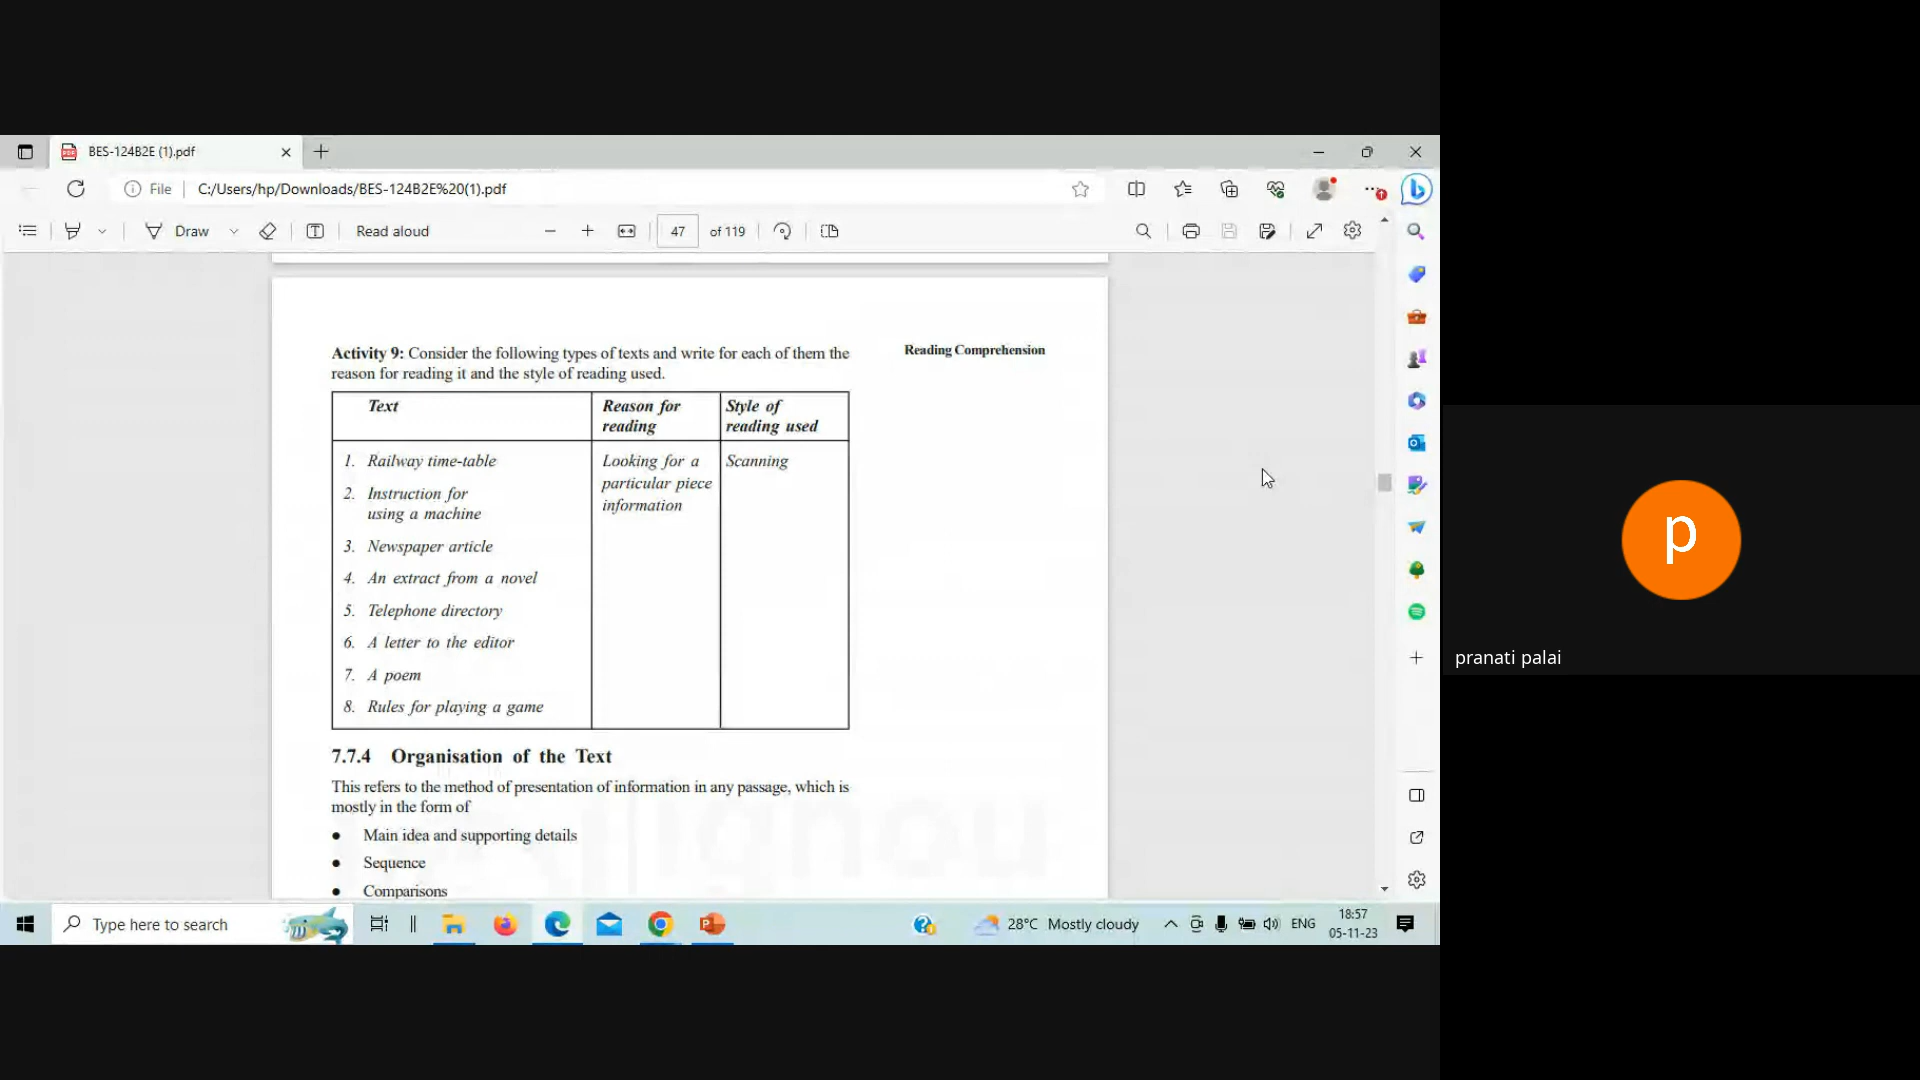 BES-124B2E (1).pdf
File
C:/Users/hp/Downloads/BES-124B2E%20(1).pdf
Draw
Read aloud
47
of 119
Activity 9: Consider the following types of texts and write for each of them the
reason for reading it and the style of reading used.
Reading Comprehension
Text
Reason for
reading
Style of
reading used
1. Railway time-table
Looking for a
particular piece
information
Scanning
2. Instruction for
using a machine
3. Newspaper article
4. An extract from a novel
5. Telephone directory
6. A letter to the editor
7. A poem
8. Rules for playing a game
7.7.4 Organisation of the Text
This refers to the method of presentation of information in any passage, which is
mostly in the form of
● Main idea and supporting details
● Sequence
● Comparisons
ignou
p
pranati palai
Type here to search
28°C Mostly cloudy
ENG
18:57
05-11-23